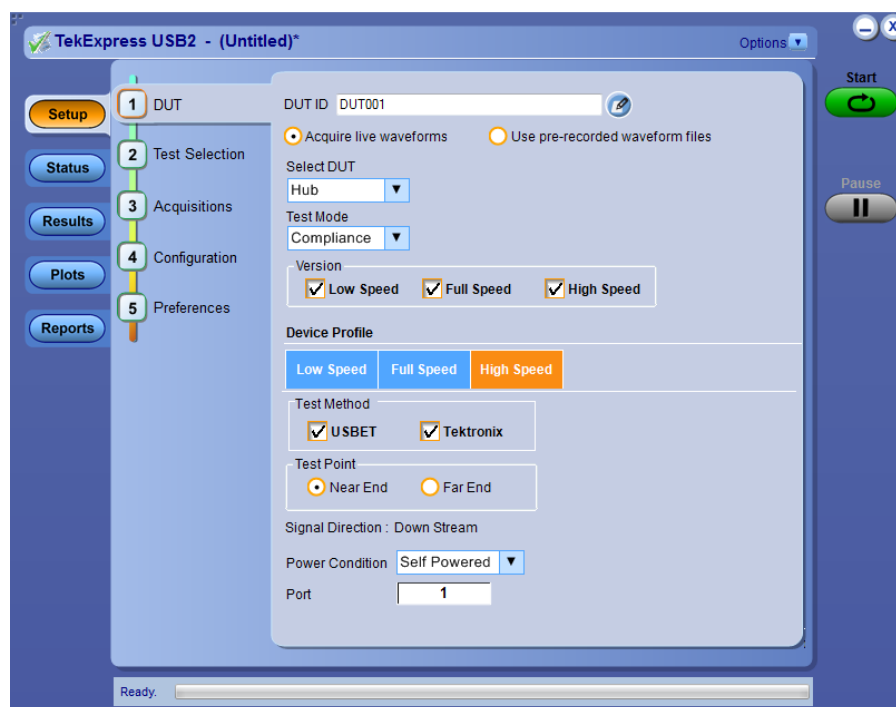 TekExpress USB2 - (Untitled)*
Options
X
Start
Pause
Setup
Status
Results
Plots
Reports
1 DUT
2 Test Selection
3 Acquisitions
4 Configuration
5 Preferences
DUT ID DUT001
Acquire live waveforms Use pre-recorded waveform files
Select DUT
Hub
Test Mode
Compliance
Version
Low Speed Full Speed High Speed
Device Profile
Low Speed Full Speed High Speed
Test Method
USBET Tektronix
Test Point
Near End Far End
Signal Direction : Down Stream
Power Condition Self Powered
Port 1
Ready.